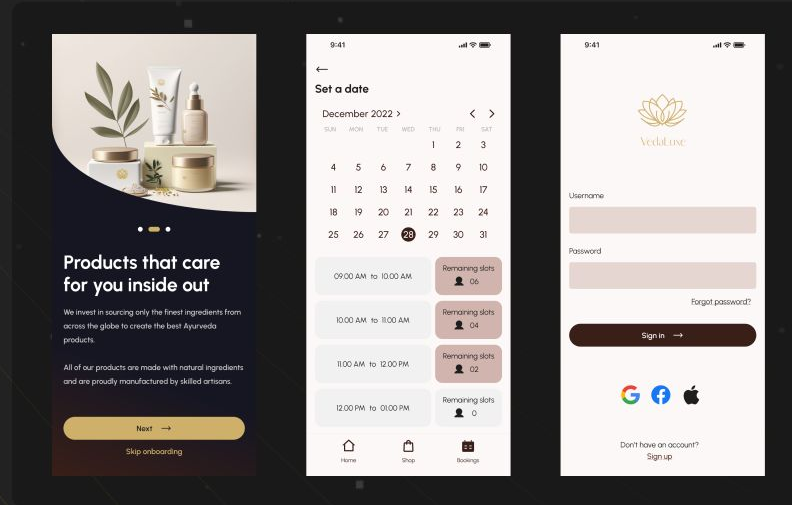 Products that care
for you inside out
We invest in sourcing only the finest ingredients from
across the globe to create the best Ayurveda
products.
All of our products are made with natural ingredients
and are proudly manufactured by skilled artisans.
Next
Skip onboarding
9:41
Set a date
December 2022
SUN MON TUE WED THU FRI SAT
1 2 3
4 5 6 7 8 9 10
11 12 13 14 15 16 17
18 19 20 21 22 23 24
25 26 27 28 29 30 31
09.00 AM to 10.00 AM
Remaining slots
06
10.00 AM to 11.00 AM
Remaining slots
04
11.00 AM to 12.00 PM
Remaining slots
02
12.00 PM to 01:00 PM
Remaining slots
0
Home Shop Bookings
9:41
VedaLuxe
Username
Password
Forgot password?
Sign in
Don't have an account?
Sign up